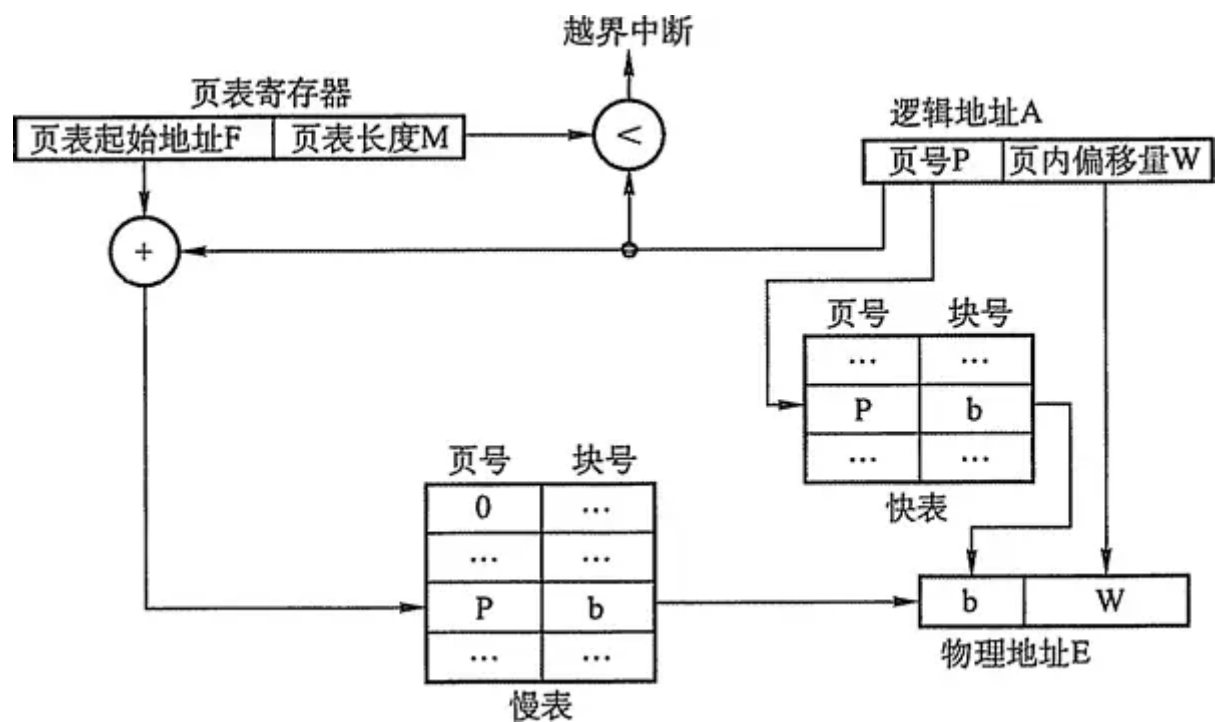 越界中断
页表寄存器
页表起始地址F 页表长度M
<
逻辑地址A
页号P 页内偏移量W
+
页号 块号
... ...
P b
... ...
快表
页号 块号
0 ...
... ...
P b
... ...
慢表
b W
物理地址E